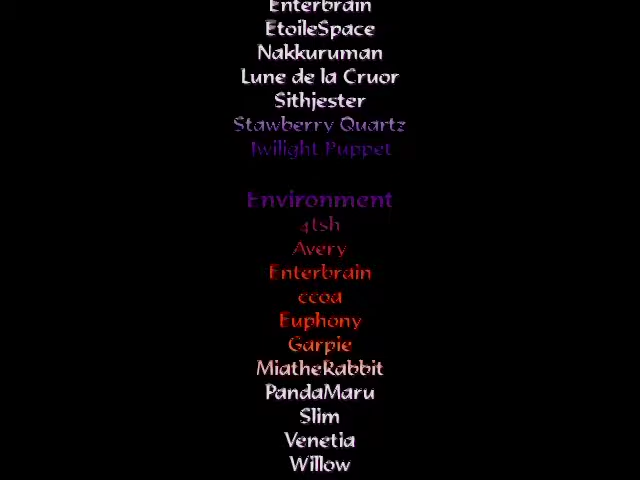 Enterbrain
EtoileSpace
Nakkuruman
Lune de la Cruor
Sithjester
Stawberry Quartz
Twilight Puppet
Environment
4tsh
Avery
Enterbrain
ccoa
Euphony
Garpie
MiatheRabbit
PandaMaru
Slim
Venetia
Willow